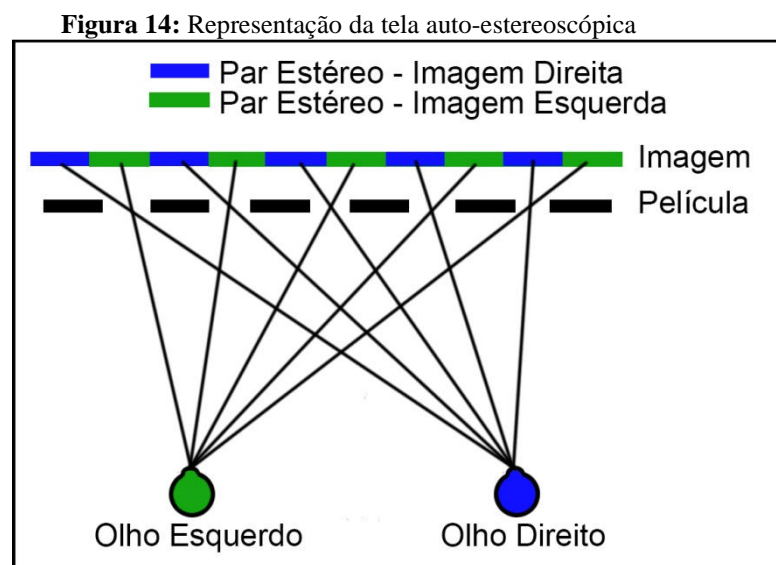 Figura 14: Representação da tela auto-estereoscópica
Par Estéreo - Imagem Direita
Par Estéreo - Imagem Esquerda
Imagem
Película
Olho Esquerdo
Olho Direito